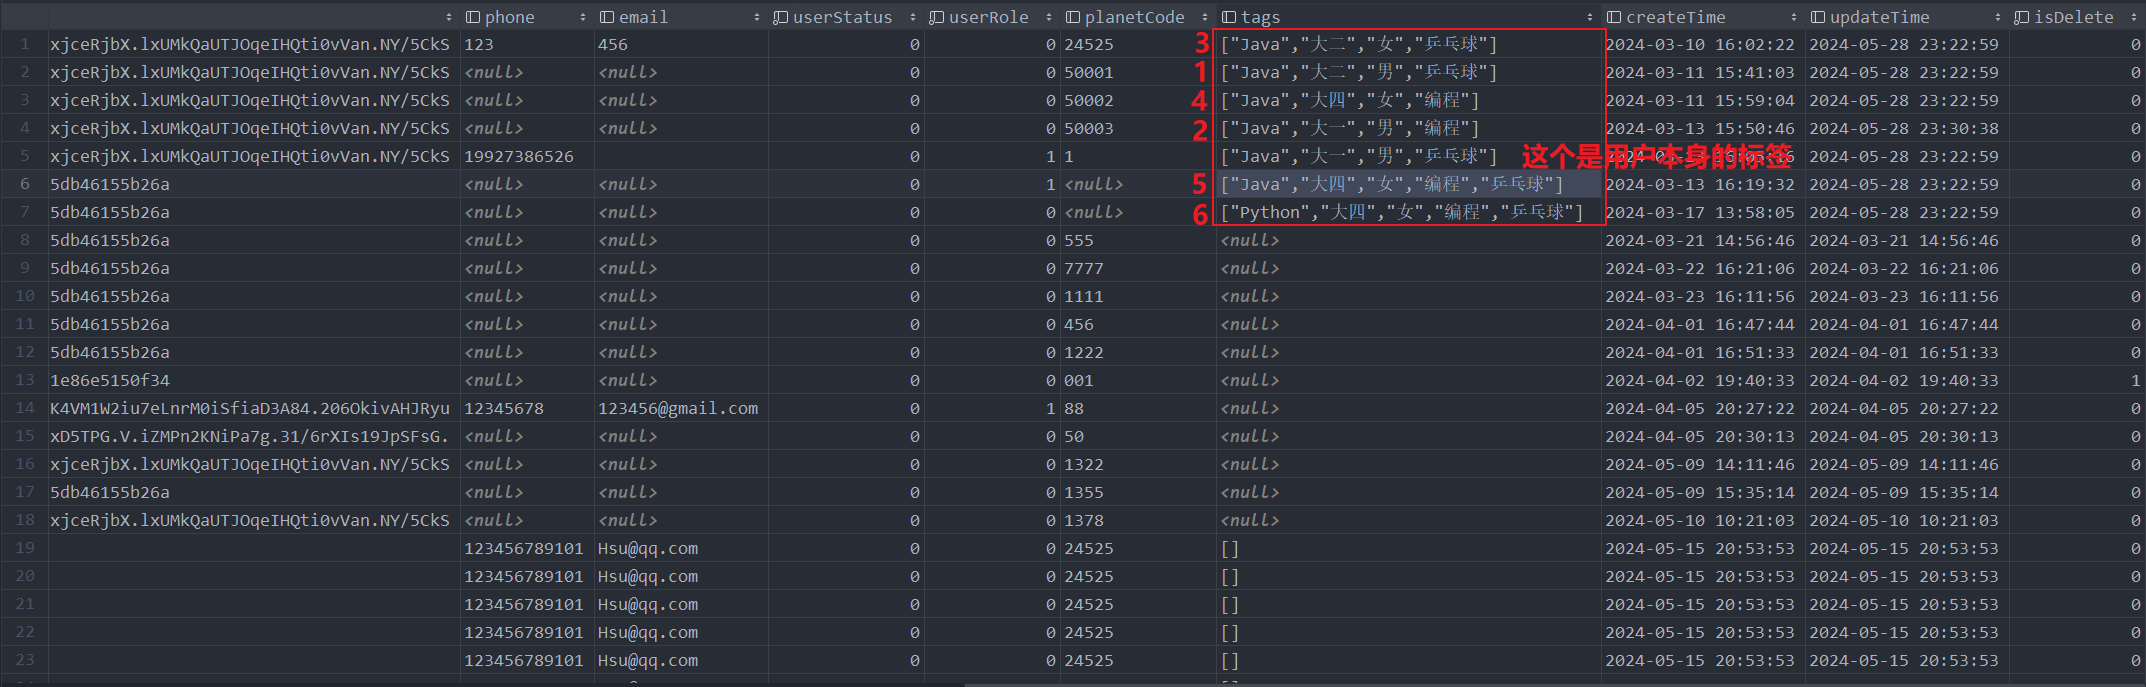 phone email userStatus userRole planetCode tags createTime updateTime isDelete
1 xjceRjbX.lxUMkQaUTJOqeIHQti0vVan.NY/5CkS 123 456 0 0 24525 3 ["Java","大二","女","乒乓球"] 2024-03-10 16:02:22 2024-05-28 23:22:59 0
2 xjceRjbX.lxUMkQaUTJOqeIHQti0vVan.NY/5CkS <null> <null> 0 0 50001 1 ["Java","大二","男","乒乓球"] 2024-03-11 15:41:03 2024-05-28 23:22:59 0
3 xjceRjbX.lxUMkQaUTJOqeIHQti0vVan.NY/5CkS <null> <null> 0 0 50002 4 ["Java","大四","女","编程"] 2024-03-11 15:59:04 2024-05-28 23:22:59 0
4 xjceRjbX.lxUMkQaUTJOqeIHQti0vVan.NY/5CkS <null> <null> 0 0 50003 2 ["Java","大一","男","编程"] 2024-03-13 15:50:46 2024-05-28 23:30:38 0
5 xjceRjbX.lxUMkQaUTJOqeIHQti0vVan.NY/5CkS 19927386526 0 1 1 ["Java","大一","男","乒乓球"] 这个是用户本身的标签 2024-05-28 23:22:59 0
6 5db46155b26a <null> <null> 0 1 <null> 5 ["Java","大四","女","编程","乒乓球"] 2024-03-13 16:19:32 2024-05-28 23:22:59 0
7 5db46155b26a <null> <null> 0 0 <null> 6 ["Python","大四","女","编程","乒乓球"] 2024-03-17 13:58:05 2024-05-28 23:22:59 0
8 5db46155b26a <null> <null> 0 0 555 <null> 2024-03-21 14:56:46 2024-03-21 14:56:46 0
9 5db46155b26a <null> <null> 0 0 7777 <null> 2024-03-22 16:21:06 2024-03-22 16:21:06 0
10 5db46155b26a <null> <null> 0 0 1111 <null> 2024-03-23 16:11:56 2024-03-23 16:11:56 0
11 5db46155b26a <null> <null> 0 0 456 <null> 2024-04-01 16:47:44 2024-04-01 16:47:44 0
12 5db46155b26a <null> <null> 0 0 1222 <null> 2024-04-01 16:51:33 2024-04-01 16:51:33 0
13 1e86e5150f34 <null> <null> 0 0 001 <null> 2024-04-02 19:40:33 2024-04-02 19:40:33 1
14 K4VM1W2iu7eLnrM0iSfiaD3A84.206OkivAHJRyu 12345678 123456@gmail.com 0 1 88 <null> 2024-04-05 20:27:22 2024-04-05 20:27:22 0
15 xD5TPG.V.iZMPn2KNiPa7g.31/6rXIs19JpSFsG. <null> <null> 0 0 50 <null> 2024-04-05 20:30:13 2024-04-05 20:30:13 0
16 xjceRjbX.lxUMkQaUTJOqeIHQti0vVan.NY/5CkS <null> <null> 0 0 1322 <null> 2024-05-09 14:11:46 2024-05-09 14:11:46 0
17 5db46155b26a <null> <null> 0 0 1355 <null> 2024-05-09 15:35:14 2024-05-09 15:35:14 0
18 xjceRjbX.lxUMkQaUTJOqeIHQti0vVan.NY/5CkS <null> <null> 0 0 1378 <null> 2024-05-10 10:21:03 2024-05-10 10:21:03 0
19 123456789101 Hsu@qq.com 0 0 24525 [] 2024-05-15 20:53:53 2024-05-15 20:53:53 0
20 123456789101 Hsu@qq.com 0 0 24525 [] 2024-05-15 20:53:53 2024-05-15 20:53:53 0
21 123456789101 Hsu@qq.com 0 0 24525 [] 2024-05-15 20:53:53 2024-05-15 20:53:53 0
22 123456789101 Hsu@qq.com 0 0 24525 [] 2024-05-15 20:53:53 2024-05-15 20:53:53 0
23 123456789101 Hsu@qq.com 0 0 24525 [] 2024-05-15 20:53:53 2024-05-15 20:53:53 0